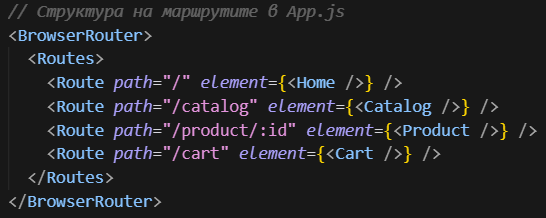 // Структура на маршрутите в App.js
<BrowserRouter>
  <Routes>
    <Route path="/" element={<Home />} />
    <Route path="/catalog" element={<Catalog />} />
    <Route path="/product/:id" element={<Product />} />
    <Route path="/cart" element={<Cart />} />
  </Routes>
</BrowserRouter>